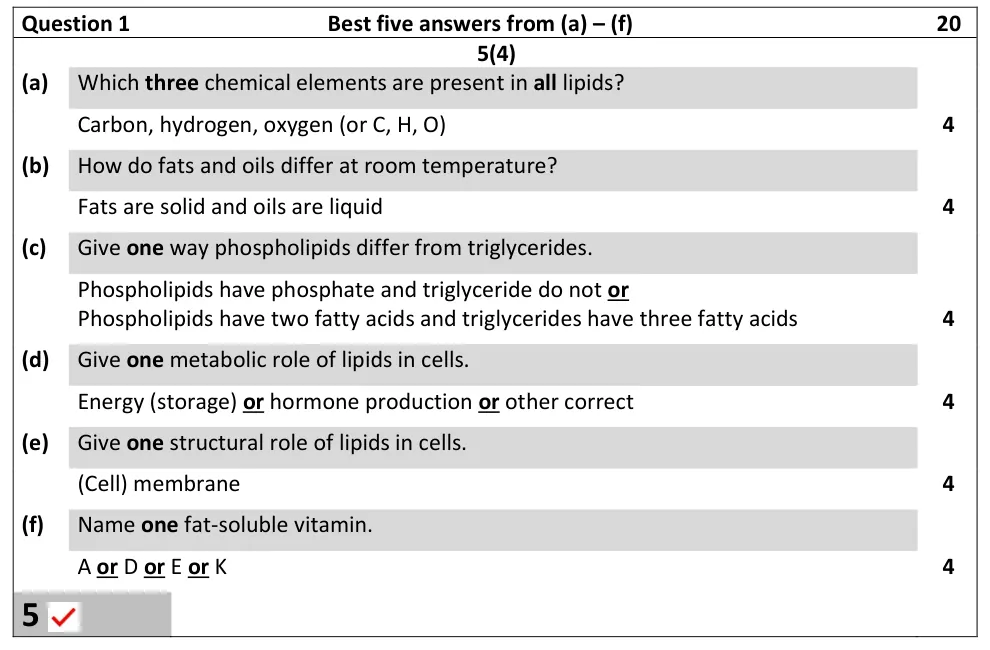 Question 1 Best five answers from (a) – (f) 20
5(4)
(a) Which three chemical elements are present in all lipids?
Carbon, hydrogen, oxygen (or C, H, O) 4
(b) How do fats and oils differ at room temperature?
Fats are solid and oils are liquid 4
(c) Give one way phospholipids differ from triglycerides.
Phospholipids have phosphate and triglyceride do not or
Phospholipids have two fatty acids and triglycerides have three fatty acids 4
(d) Give one metabolic role of lipids in cells.
Energy (storage) or hormone production or other correct 4
(e) Give one structural role of lipids in cells.
(Cell) membrane 4
(f) Name one fat-soluble vitamin.
A or D or E or K 4
5